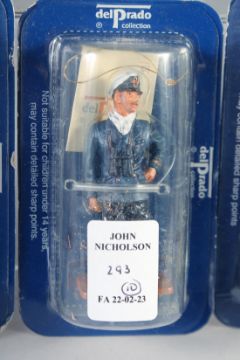 delPrado
collection
Not suitable for children under 14 years,
may contain detailed sharp points.
delPrado
JOHN
NICHOLSON
293
10
FA 22-02-23
delPrado
collection